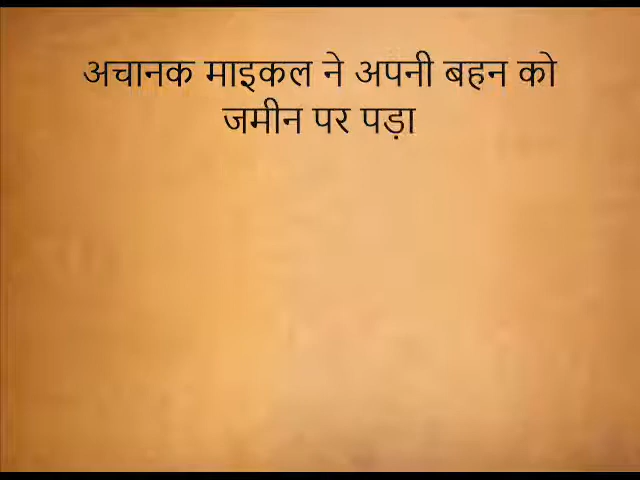 अचानक माइकल ने अपनी बहन को
जमीन पर पड़ा